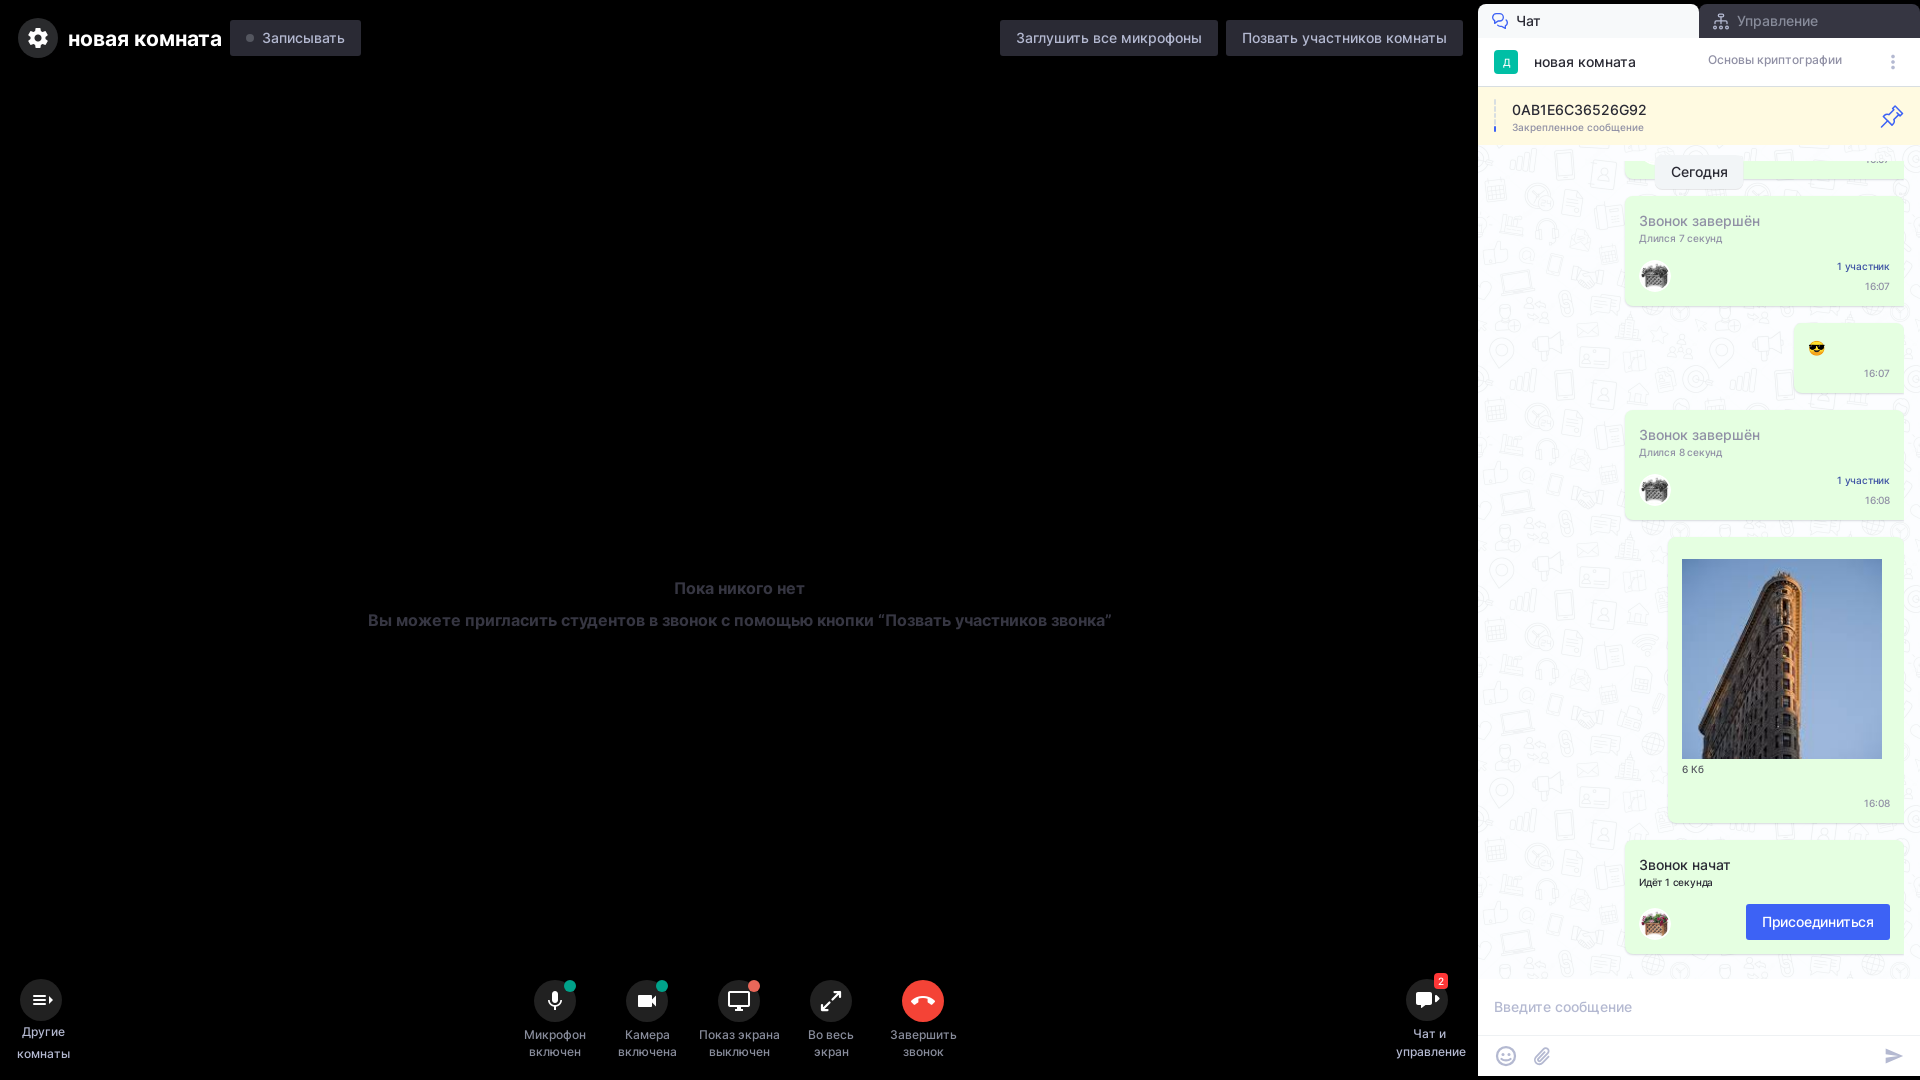 новая комната
Записывать
Заглушить все микрофоны
Позвать участников комнаты
Чат
Управление
Д
новая комната
Основы криптографии
0AB1E6C36526G92
Закрепленное сообщение
Сегодня
Звонок завершён
Длился 7 секунд
1 участник
16:07
16:07
Звонок завершён
Длился 8 секунд
1 участник
16:08
6 Кб
16:08
Звонок начат
Идёт 1 секунда
Присоединиться
Введите сообщение
Пока никого нет
Вы можете пригласить студентов в звонок с помощью кнопки “Позвать участников звонка”
Другие
комнаты
Микрофон
включен
Камера
включена
Показ экрана
выключен
Во весь
экран
Завершить
звонок
2
Чат и
управление